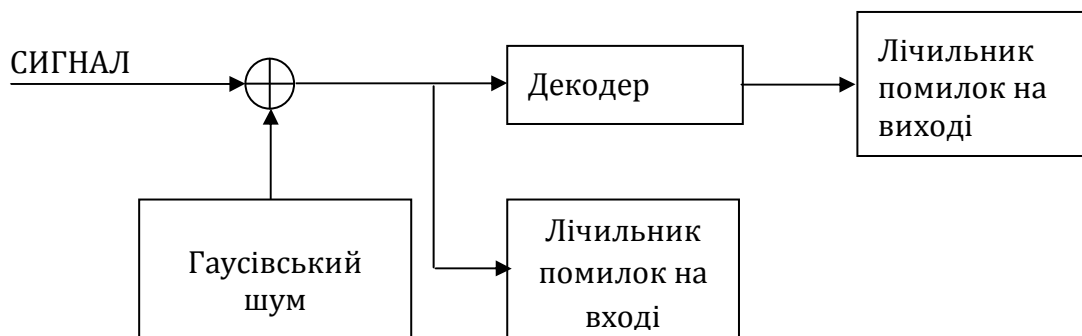 СИГНАЛ
Декодер
Лічильник
помилок на
виході
Гаусівський
шум
Лічильник
помилок на
вході